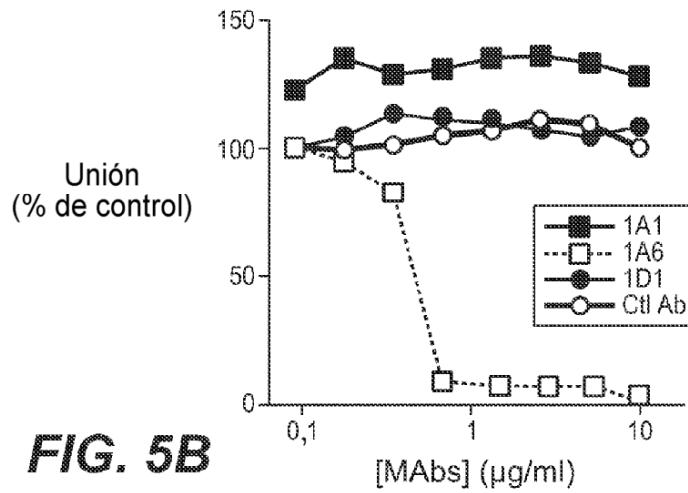 150
100
50
0
Unión
(% de control)
1A1
1A6
1D1
Ctl Ab
0,1
1
10
[MAbs] (µg/ml)
FIG. 5B